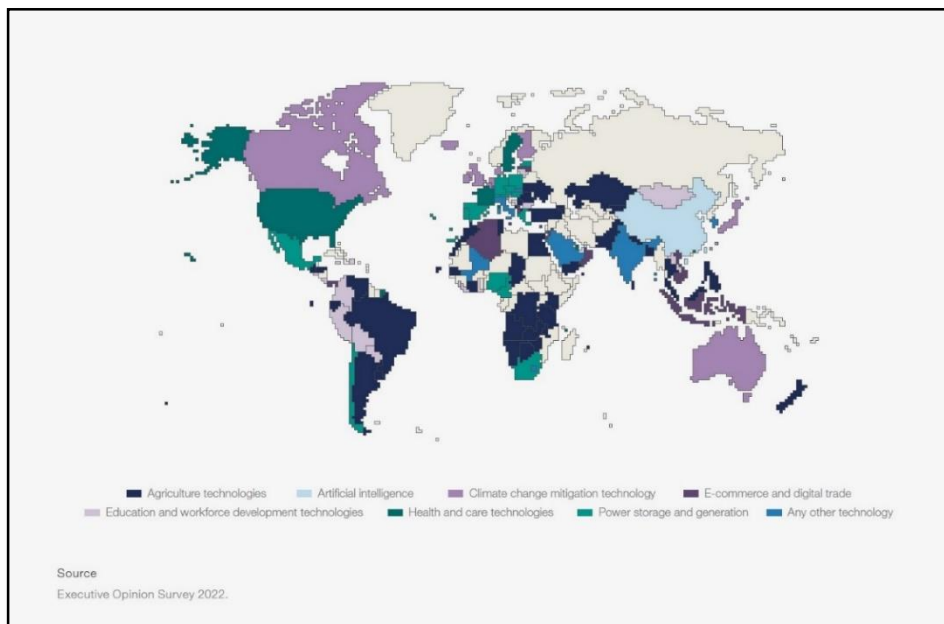 Agriculture technologies Artificial intelligence Climate change mitigation technology E-commerce and digital trade
Education and workforce development technologies Health and care technologies Power storage and generation Any other technology
Source
Executive Opinion Survey 2022.